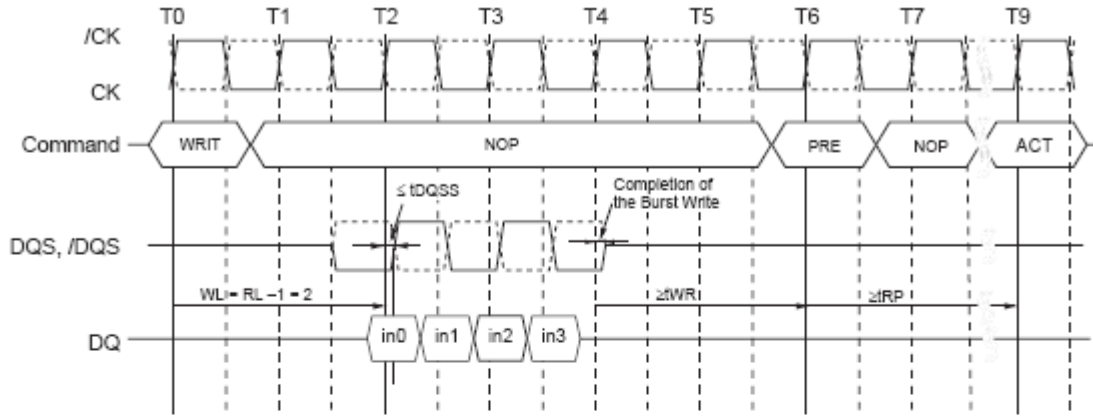 T0 T1 T2 T3 T4 T5 T6 T7 T9
/CK
CK
Command WRIT NOP PRE NOP ACT
≤ tDQSS
Completion of
the Burst Write
DQS, /DQS
WL = RL –1 = 2
≥tWR
≥tRP
DQ in0 in1 in2 in3